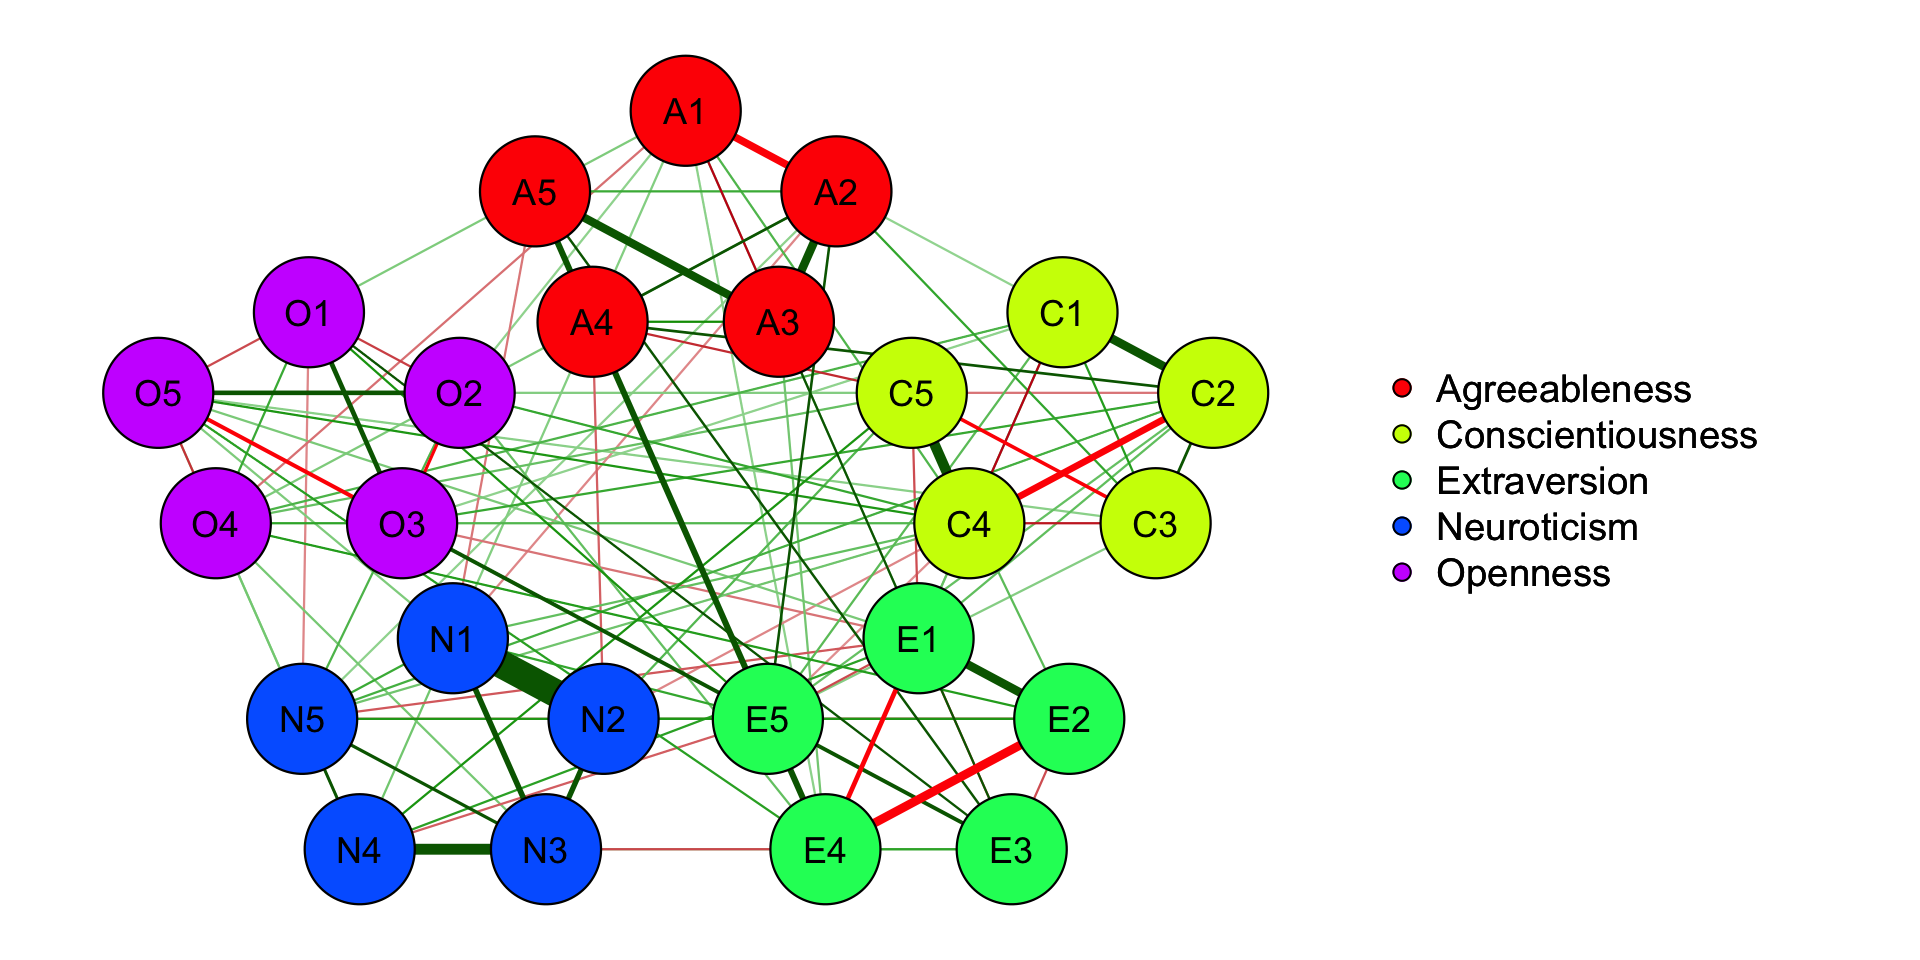 A1
A5
A2
O1
A4
A3
C1
O5
O2
C5
C2
O4
O3
C4
C3
N1
E1
N5
N2
E5
E2
N4
N3
E4
E3
Agreeableness
Conscientiousness
Extraversion
Neuroticism
Openness